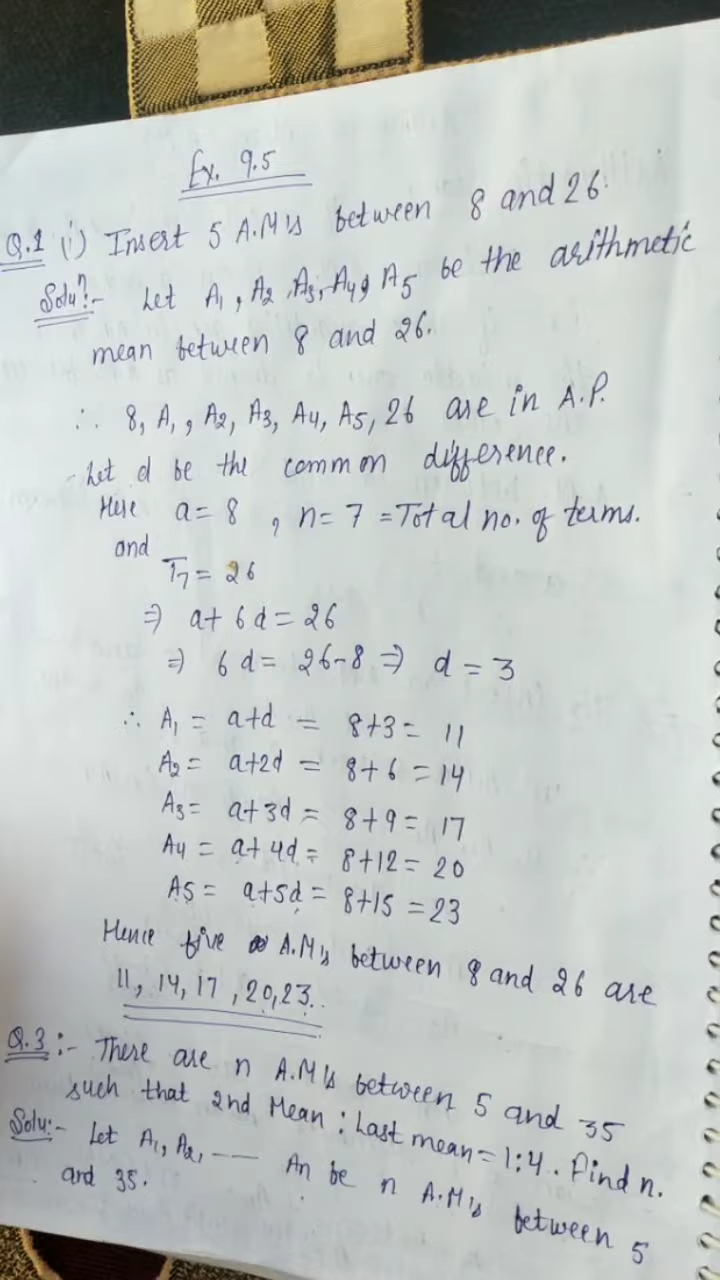 Ex. 9.5
Q.1 (i) Insert 5 A.M's between 8 and 26.
Solu?:- Let A₁, A₂, A₃, A₄, A₅ be the arithmetic
mean between 8 and 26.
∴ 8, A₁, A₂, A₃, A₄, A₅, 26 are in A.P.
Let d be the common difference.
Here a = 8, n = 7 = Total no. of terms.
and
T₇ = 26
⇒ a + 6d = 26
⇒ 6d = 26-8 ⇒ d = 3
∴ A₁ = a+d = 8+3 = 11
A₂ = a+2d = 8+6 = 14
A₃ = a+3d = 8+9 = 17
A₄ = a+4d = 8+12 = 20
A₅ = a+5d = 8+15 = 23
Hence five A.M's between 8 and 26 are
11, 14, 17, 20, 23.
Q.3 :- There are n A.M's between 5 and 35
such that 2nd Mean : Last mean = 1:4. Find n.
Solu:- Let A₁, A₂, --- An be n A.M's between 5
and 35.